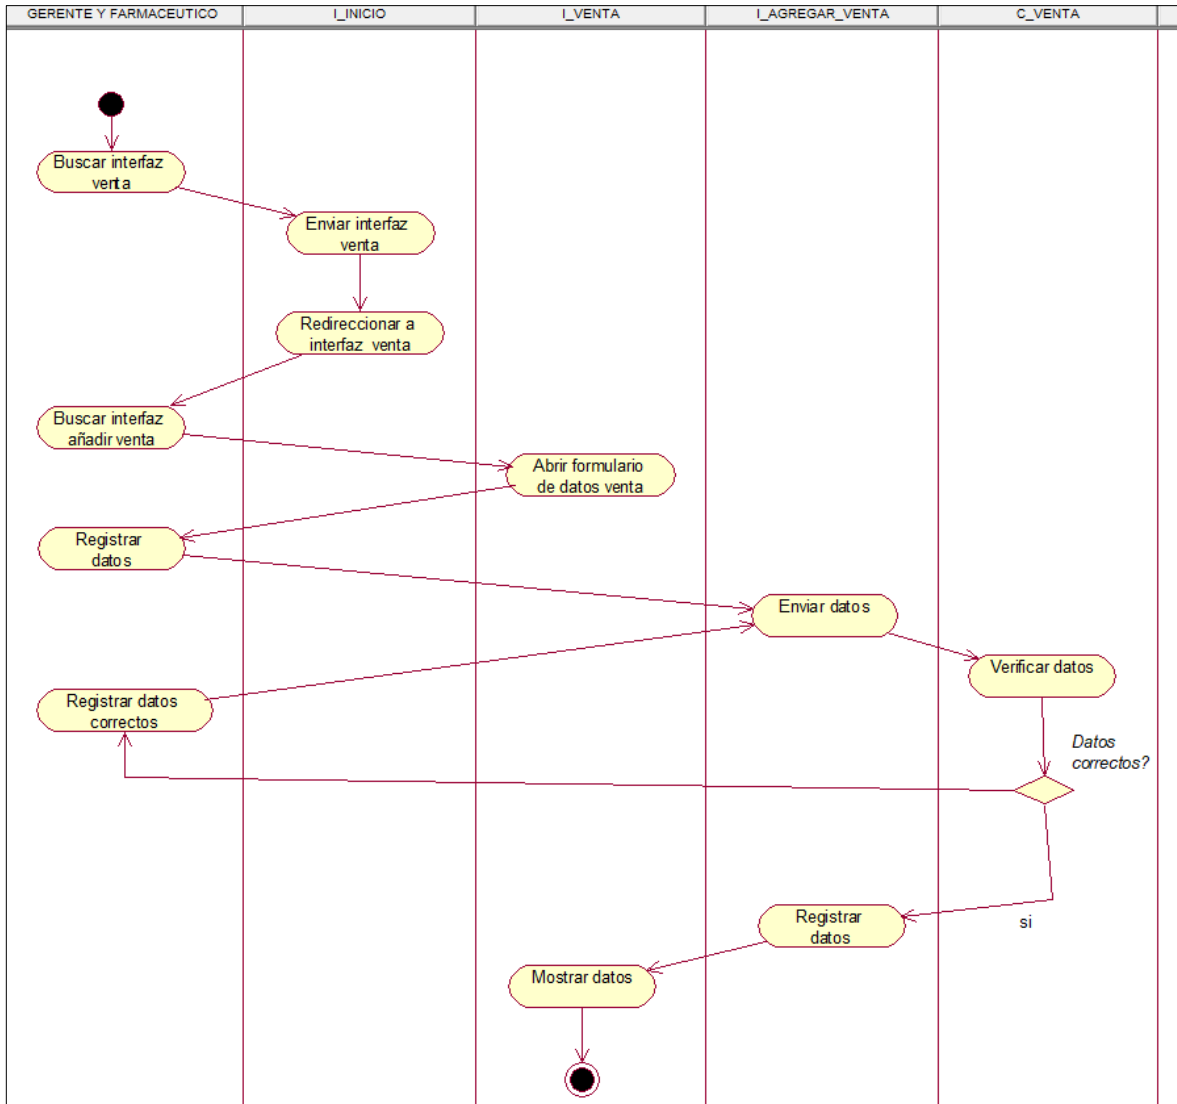 GERENTE Y FARMACEUTICO
I_INICIO
I_VENTA
I_AGREGAR_VENTA
C_VENTA
Buscar interfaz
venta
Enviar interfaz
venta
Redireccionar a
interfaz venta
Buscar interfaz
añadir venta
Abrir formulario
de datos venta
Registrar
datos
Enviar datos
Verificar datos
Registrar datos
correctos
Datos
correctos?
Registrar
datos
si
Mostrar datos